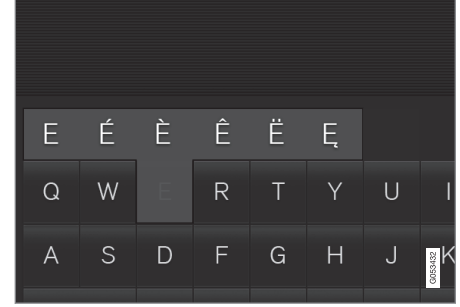 E É È Ê Ë Ę
Q W E R T Y U I
A S D F G H J K
G053432